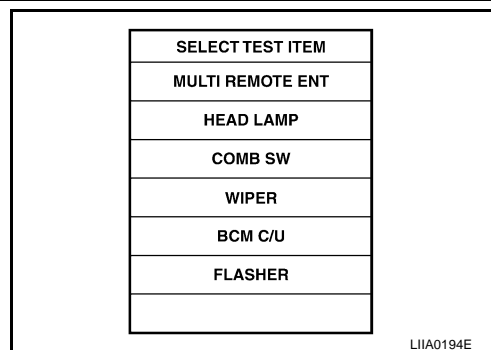 SELECT TEST ITEM
MULTI REMOTE ENT
HEAD LAMP
COMB SW
WIPER
BCM C/U
FLASHER
LIIA0194E